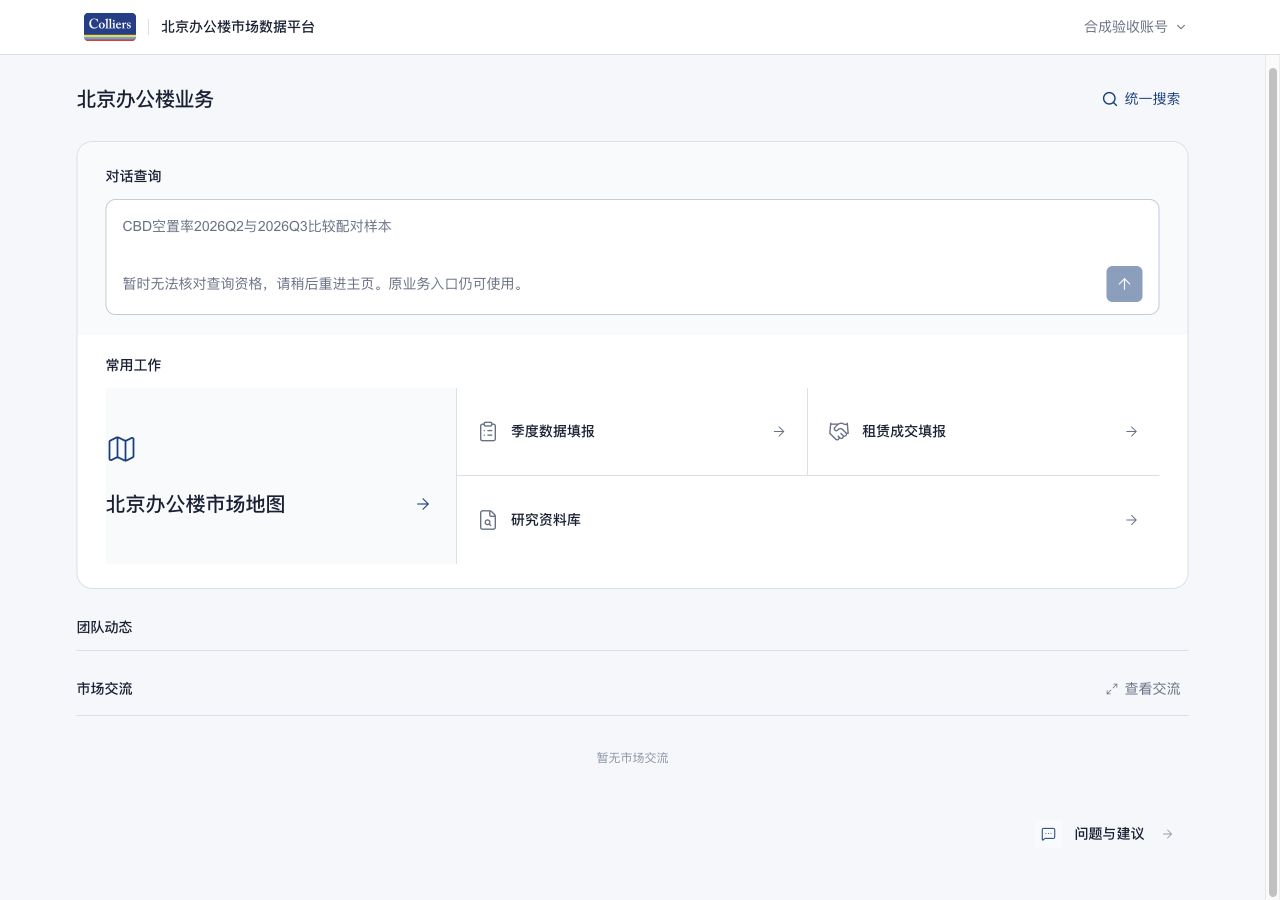 Colliers
北京办公楼市场数据平台
合成验收账号
北京办公楼业务
统一搜索
对话查询
CBD空置率2026Q2与2026Q3比较配对样本
暂时无法核对查询资格，请稍后重进主页。原业务入口仍可使用。
常用工作
北京办公楼市场地图
季度数据填报
租赁成交填报
研究资料库
团队动态
市场交流
查看交流
暂无市场交流
问题与建议